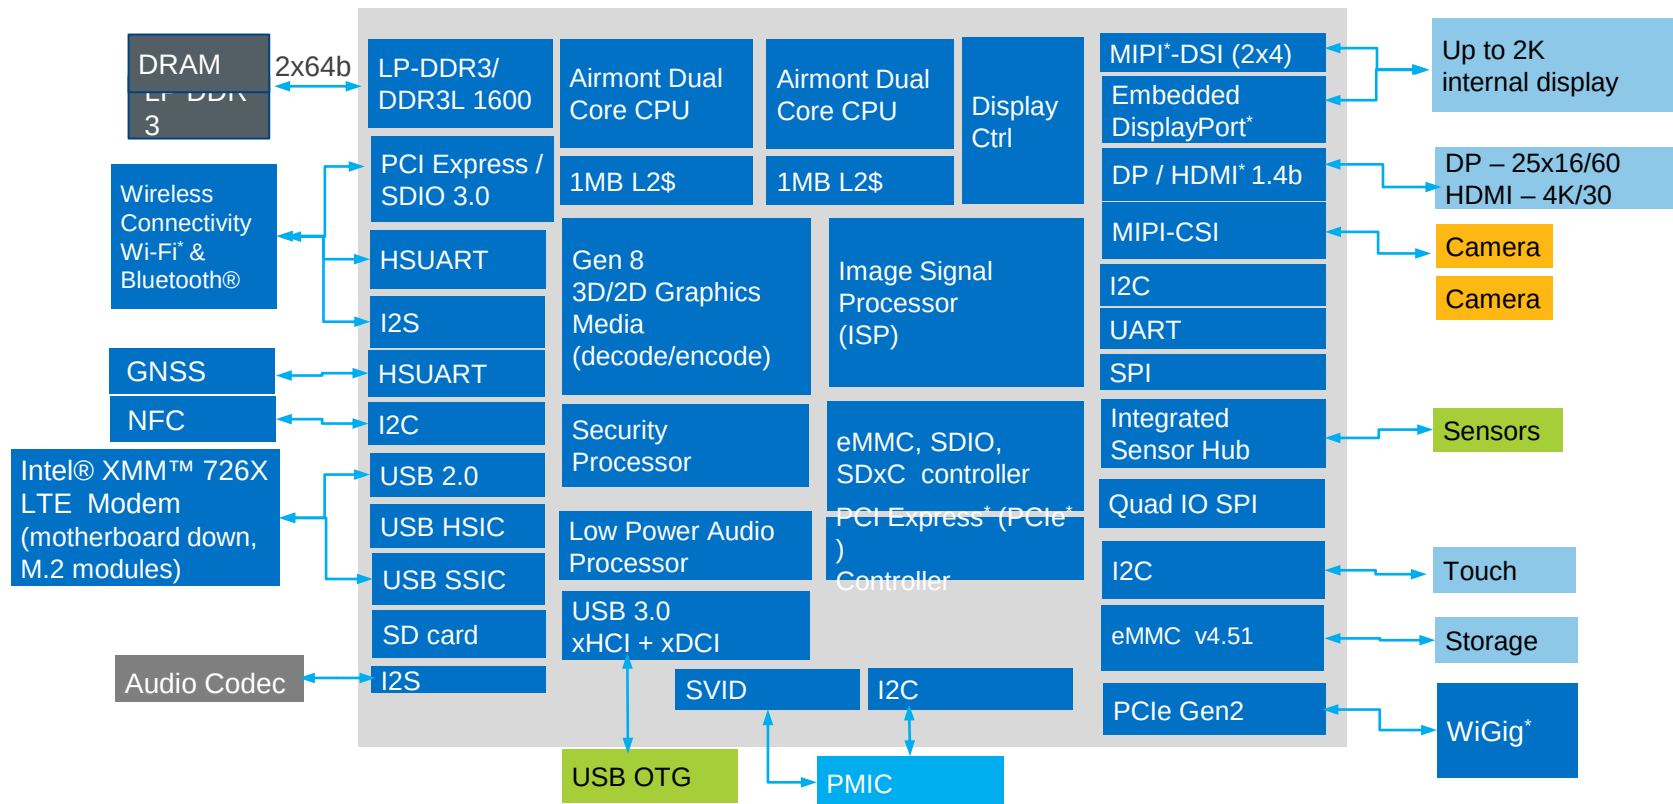 DRAM
LP-DDR
3
2x64b
Wireless
Connectivity
Wi-Fi* &
Bluetooth®
GNSS
NFC
Intel® XMM™ 726X
LTE Modem
(motherboard down,
M.2 modules)
Audio Codec
LP-DDR3/
DDR3L 1600
PCI Express /
SDIO 3.0
HSUART
I2S
HSUART
I2C
USB 2.0
USB HSIC
USB SSIC
SD card
I2S
Airmont Dual
Core CPU
1MB L2$
Airmont Dual
Core CPU
1MB L2$
Display
Ctrl
Gen 8
3D/2D Graphics
Media
(decode/encode)
Image Signal
Processor
(ISP)
Security
Processor
eMMC, SDIO,
SDxC controller
Low Power Audio
Processor
PCI Express* (PCIe*
)
Controller
USB 3.0
xHCI + xDCI
SVID
I2C
USB OTG
PMIC
MIPI*-DSI (2x4)
Embedded
DisplayPort*
DP / HDMI* 1.4b
MIPI-CSI
I2C
UART
SPI
Integrated
Sensor Hub
Quad IO SPI
I2C
eMMC v4.51
PCIe Gen2
Up to 2K
internal display
DP – 25x16/60
HDMI – 4K/30
Camera
Camera
Sensors
Touch
Storage
WiGig*